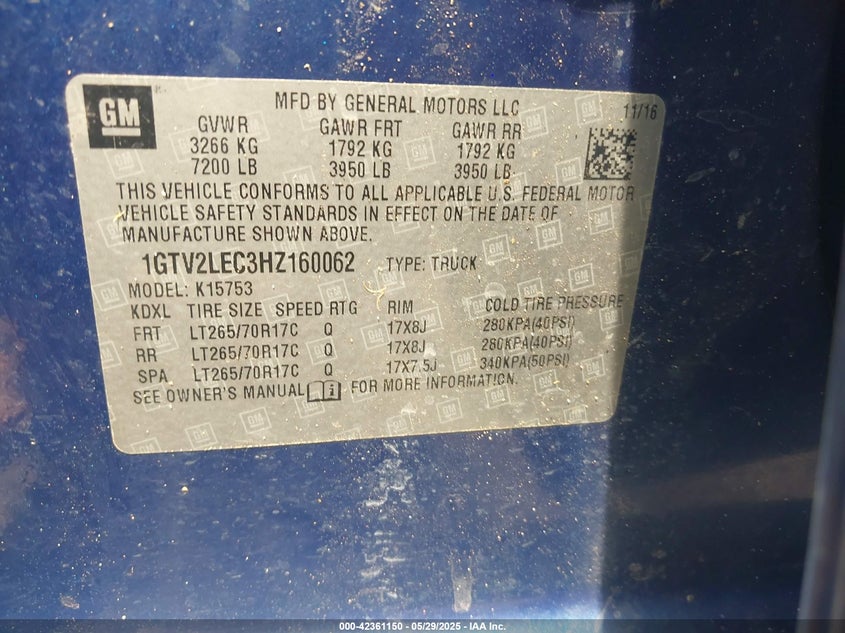 GM
MFD BY GENERAL MOTORS LLC 11/16
GVWR GAWR FRT GAWR RR
3266 KG 1792 KG 1792 KG
7200 LB 3950 LB 3950 LB
THIS VEHICLE CONFORMS TO ALL APPLICABLE U.S. FEDERAL MOTOR
VEHICLE SAFETY STANDARDS IN EFFECT ON THE DATE OF
MANUFACTURE SHOWN ABOVE.
1GTV2LEC3HZ160062 TYPE: TRUCK
MODEL: K15753
KDXL TIRE SIZE SPEED RTG RIM COLD TIRE PRESSURE
FRT LT265/70R17C Q 17X8J 280KPA(40PSI)
RR LT265/70R17C Q 17X8J 280KPA(40PSI)
SPA LT265/70R17C Q 17X7.5J 340KPA(50PSI)
SEE OWNER'S MANUAL i FOR MORE INFORMATION.
000-42361150 - 05/29/2025 - IAA Inc.